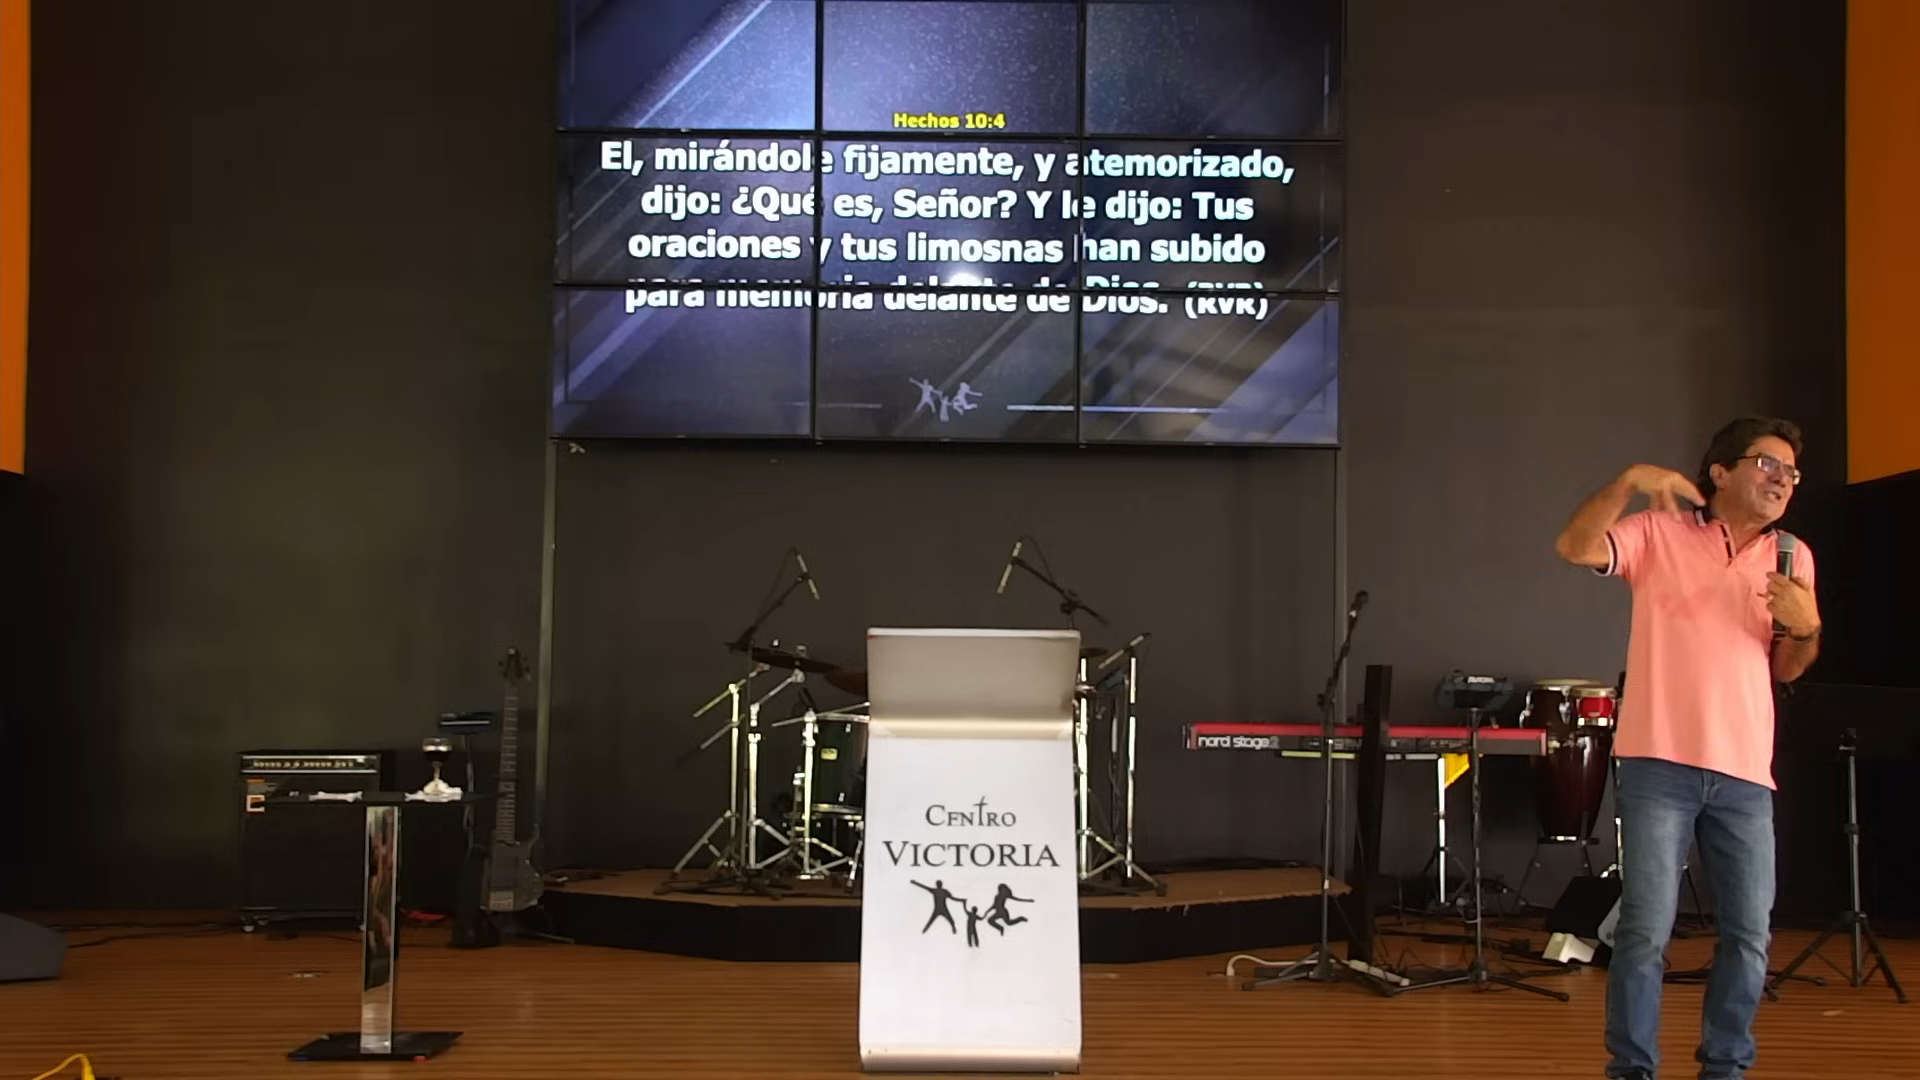 Hechos 10:4
El, mirándole fijamente, y atemorizado,
dijo: ¿Qué es, Señor? Y le dijo: Tus
oraciones y tus limosnas han subido
para memoria delante de Dios. (RVR)
nord stage 2
CENTRO
VICTORIA